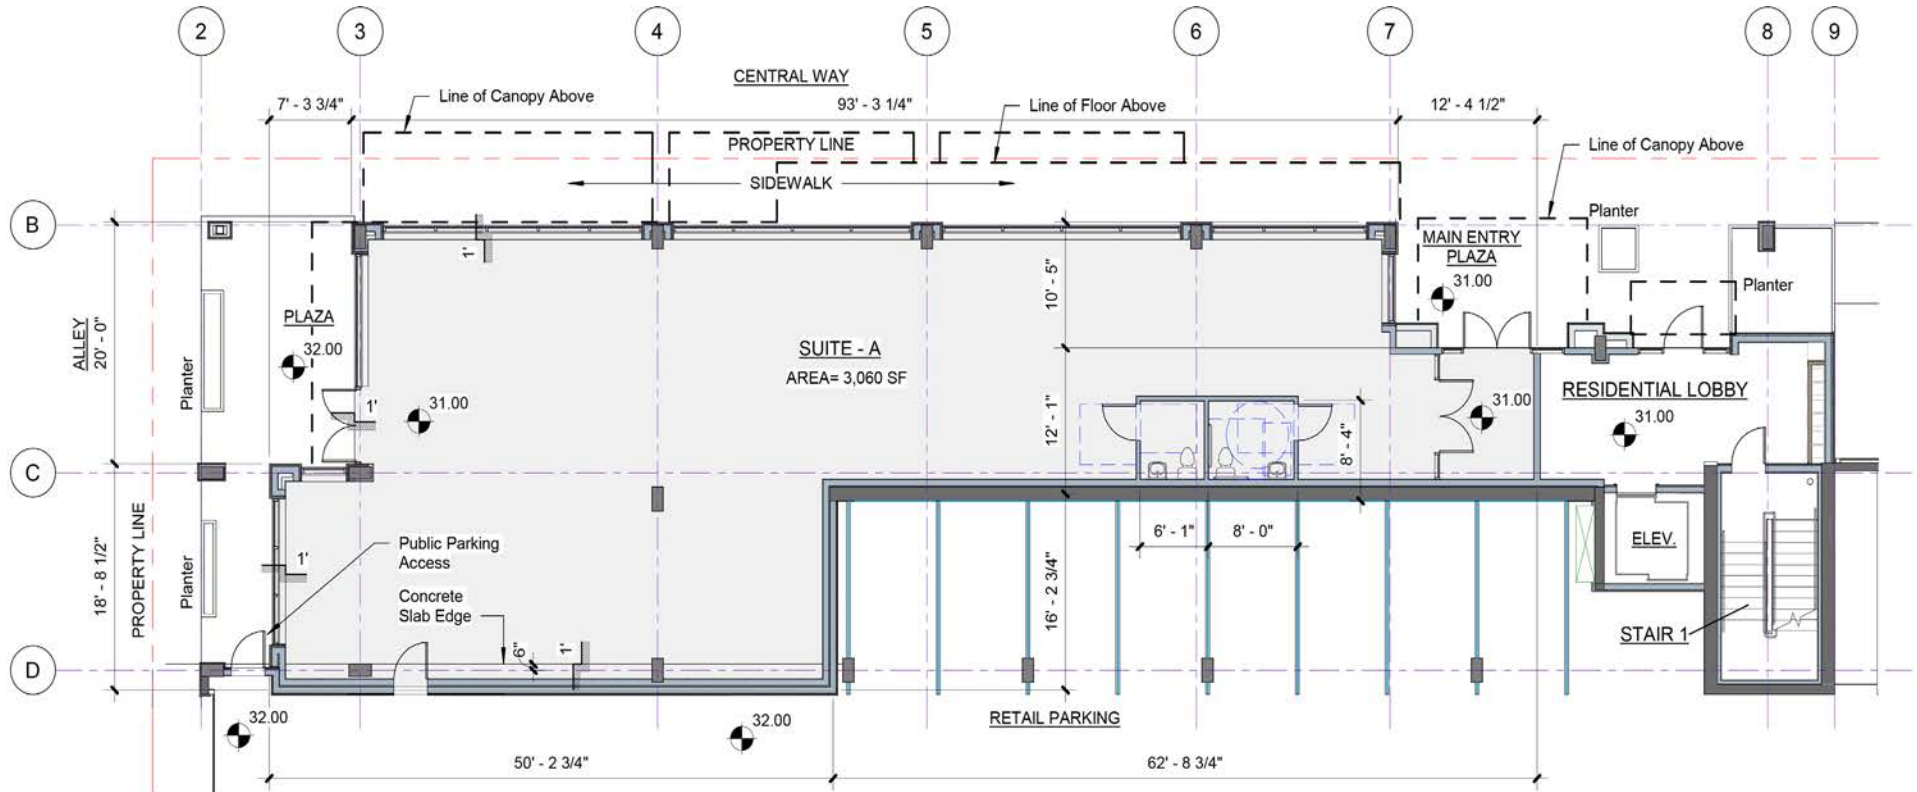 2
3
4
5
6
7
8
9
CENTRAL WAY
7' - 3 3/4"
Line of Canopy Above
93' - 3 1/4"
Line of Floor Above
12' - 4 1/2"
PROPERTY LINE
Line of Canopy Above
SIDEWALK
B
Planter
1'
MAIN ENTRY
PLAZA
31.00
10' - 5"
Planter
ALLEY
20' - 0"
PLAZA
32.00
SUITE - A
AREA= 3,060 SF
Planter
1'
31.00
12' - 1"
8' - 4"
31.00
RESIDENTIAL LOBBY
31.00
C
PROPERTY LINE
18' - 8 1/2"
Planter
1'
Public Parking
Access
Concrete
Slab Edge
6"
1'
6' - 1"
8' - 0"
16' - 2 3/4"
ELEV.
STAIR 1
D
32.00
32.00
RETAIL PARKING
50' - 2 3/4"
62' - 8 3/4"